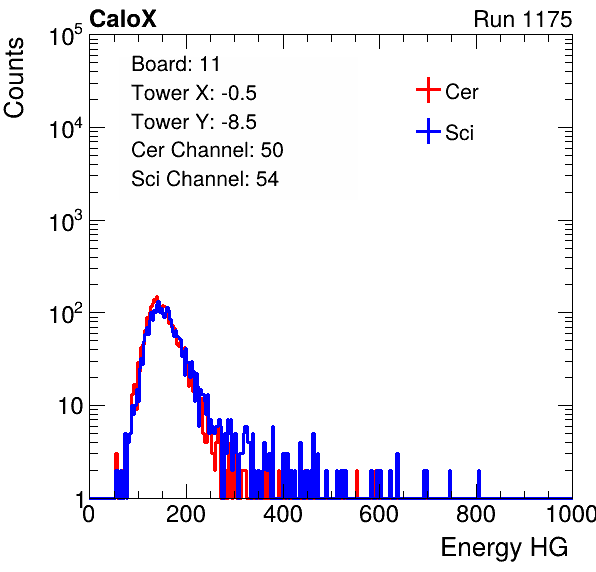 CaloX Run 1175
Counts
Board: 11
Tower X: -0.5
Tower Y: -8.5
Cer Channel: 50
Sci Channel: 54
Cer
Sci
10^5
10^4
10^3
10^2
10
1
0 200 400 600 800 1000
Energy HG